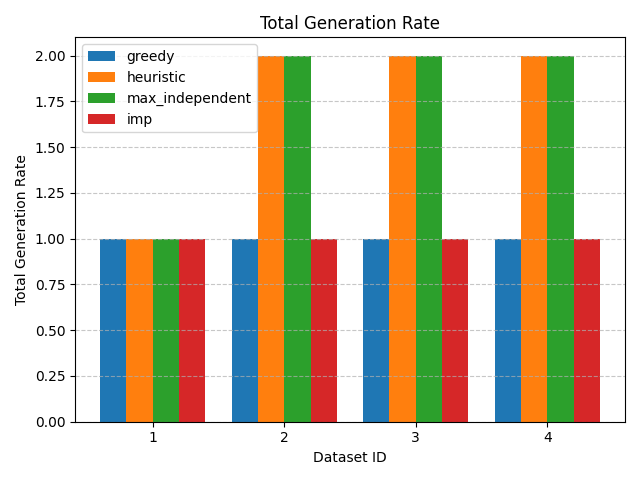 Total Generation Rate
greedy
heuristic
max_independent
imp
Total Generation Rate
2.00
1.75
1.50
1.25
1.00
0.75
0.50
0.25
0.00
1 2 3 4
Dataset ID